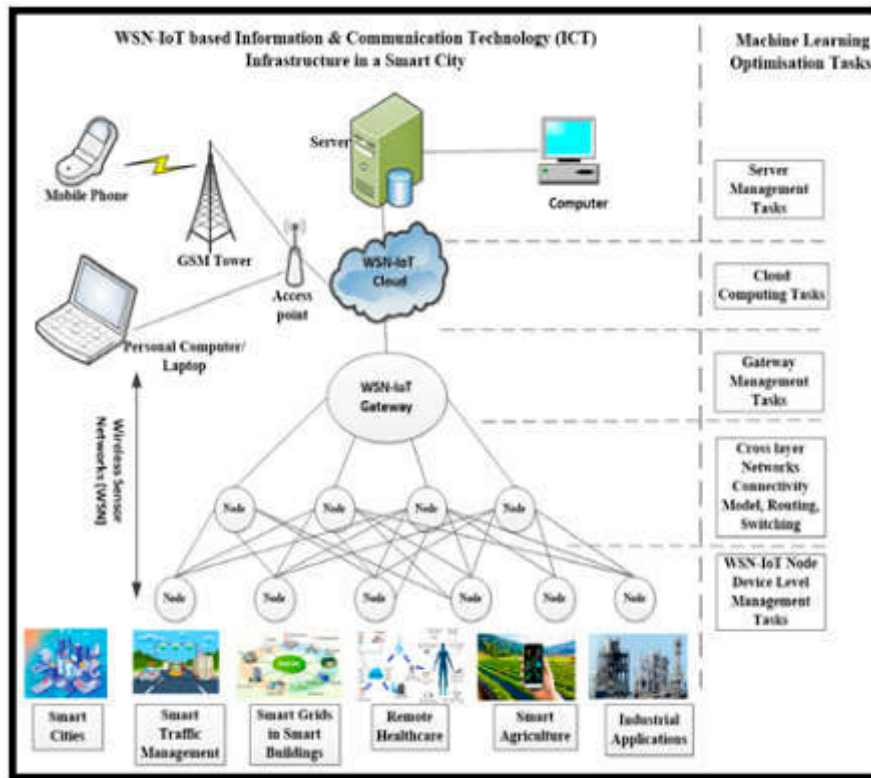 WSN-IoT based Information & Communication Technology (ICT)
Infrastructure in a Smart City
Machine Learning
Optimisation Tasks
Server
Mobile Phone
GSM Tower
Computer
Access
point
WSN-IoT
Cloud
Personal Computer/
Laptop
WSN-IoT
Gateway
Wireless Sensor
Networks (WSN)
Node
Node
Node
Node
Node
Node
Node
Node
Node
Node
Server
Management
Tasks
Cloud
Computing Tasks
Gateway
Management
Tasks
Cross layer
Networks
Connectivity
Model, Routing,
Switching
WSN-IoT Node
Device Level
Management
Tasks
Smart
Cities
Smart
Traffic
Management
Smart Grids
in Smart
Buildings
Remote
Healthcare
Smart
Agriculture
Industrial
Applications